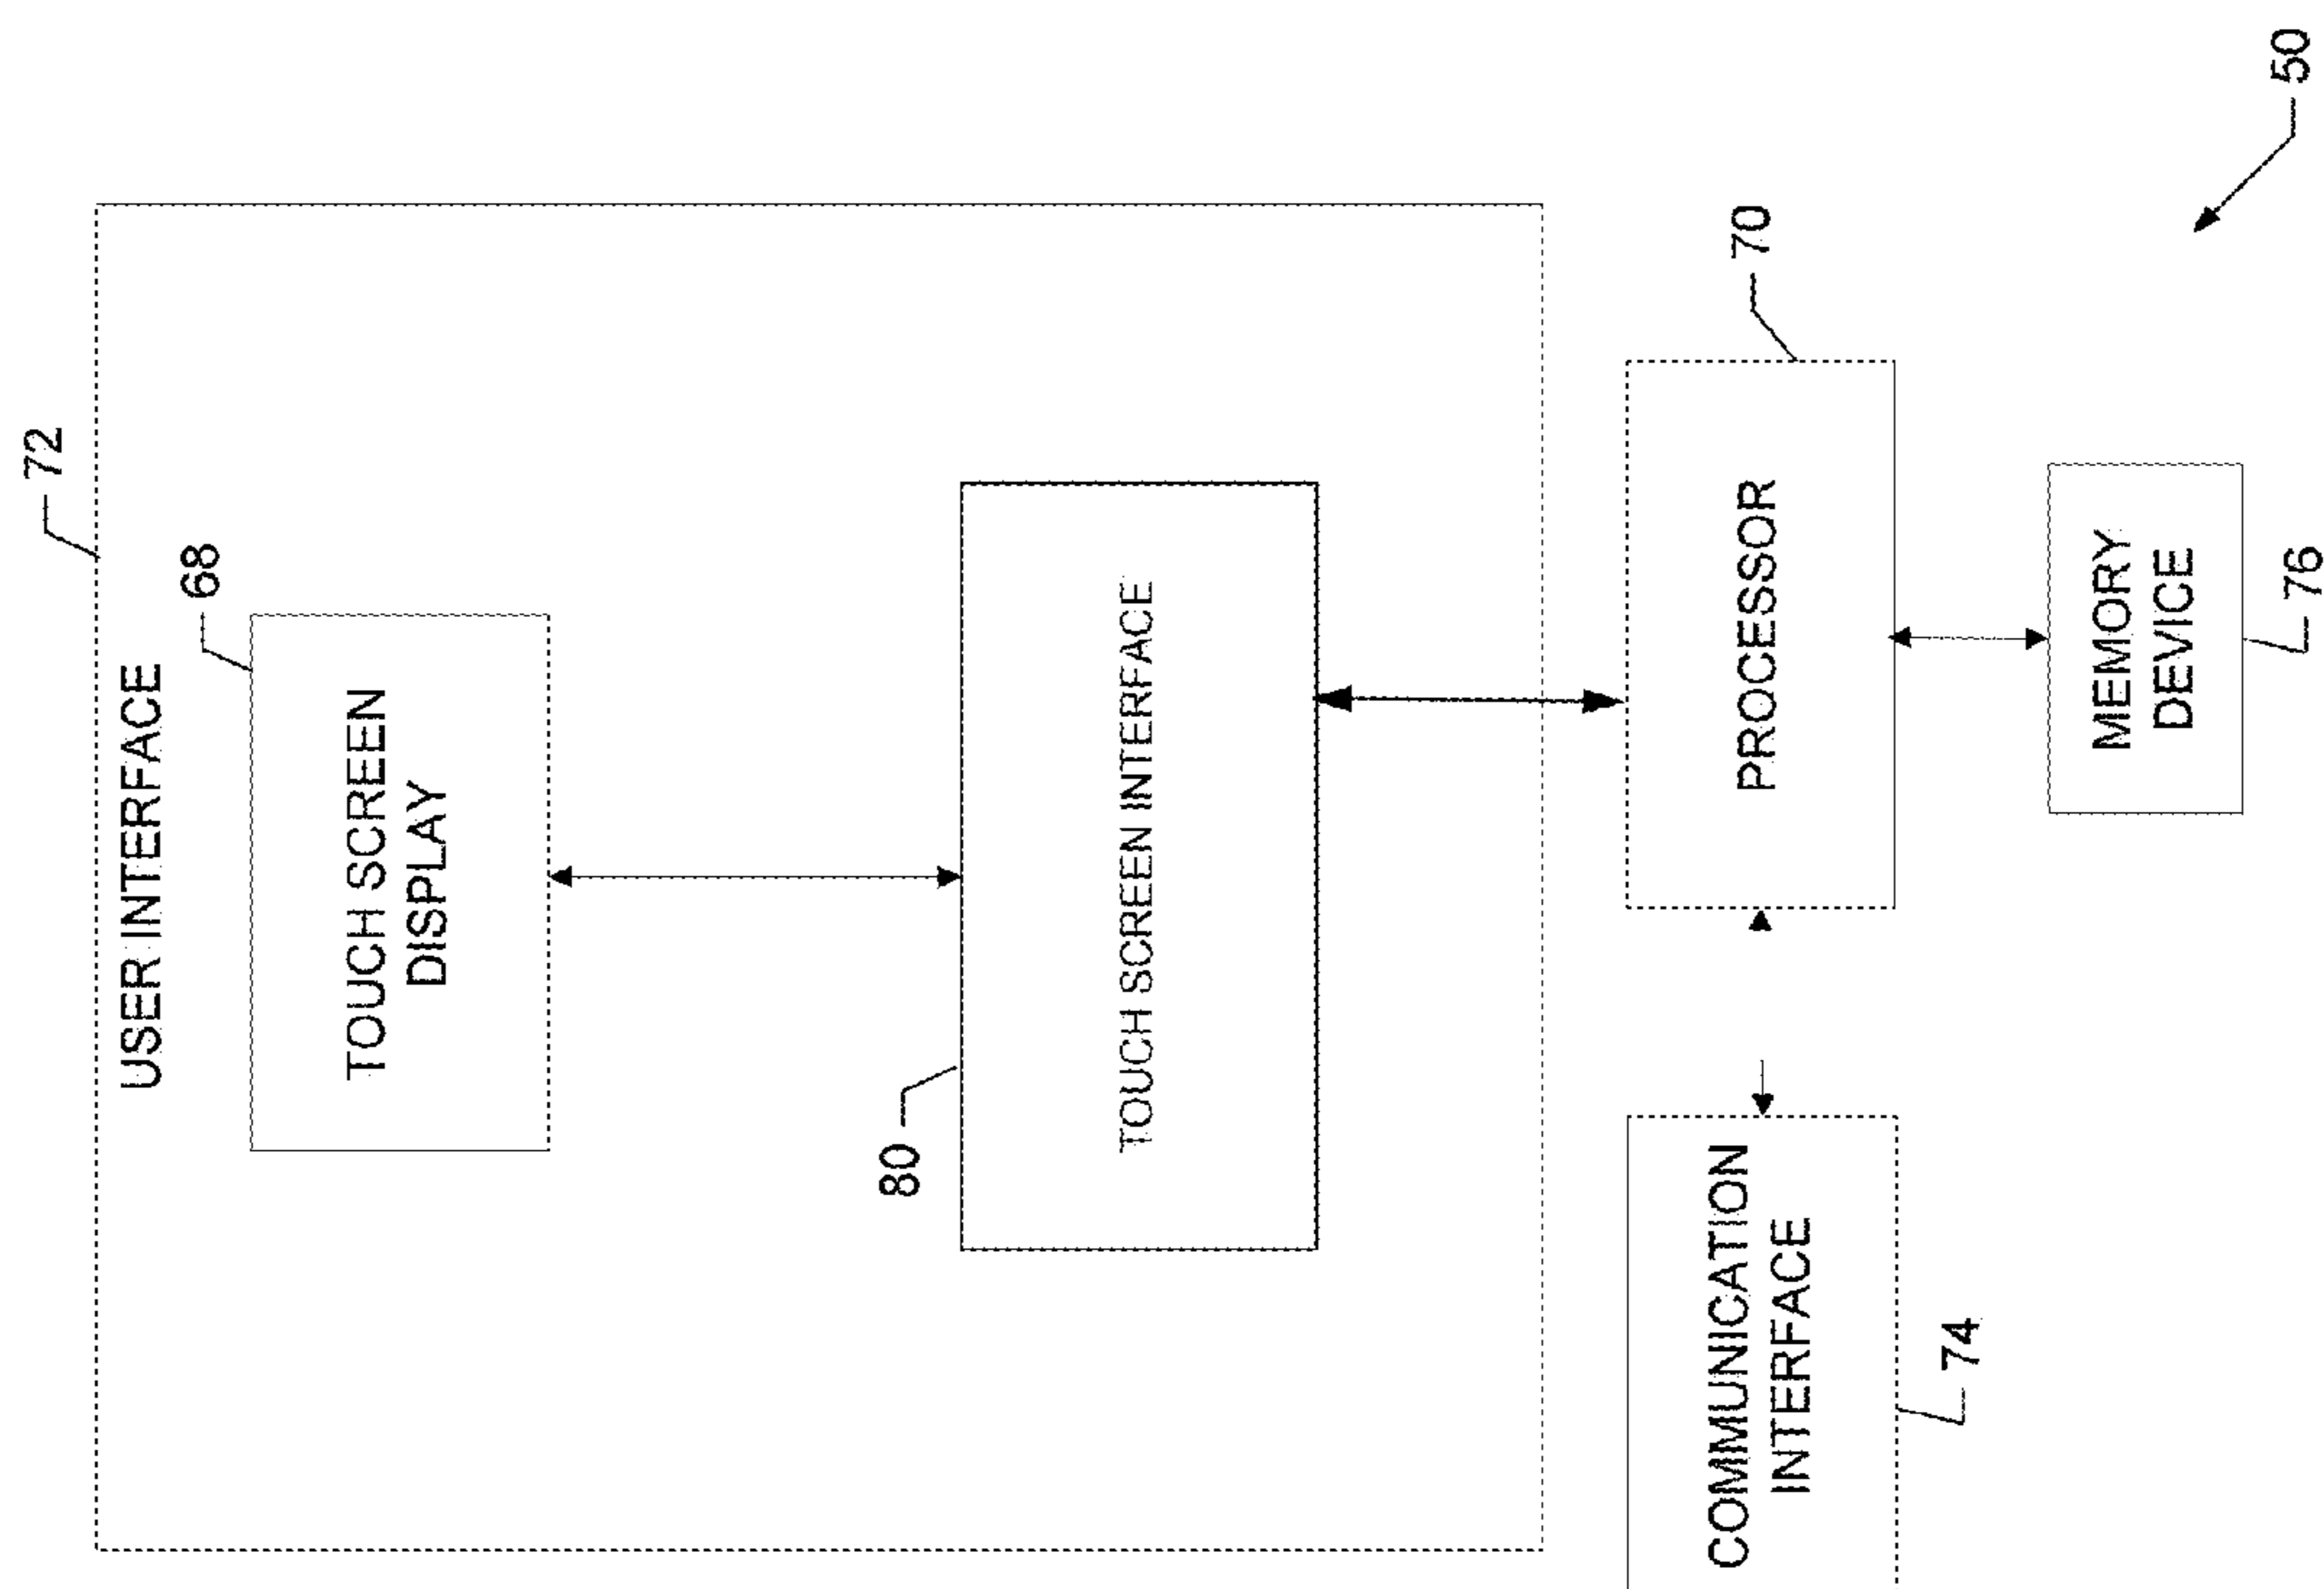 72
USER INTERFACE
68
TOUCH SCREEN
DISPLAY
80
TOUCH SCREEN INTERFACE
COMMUNICATION
INTERFACE
74
PROCESSOR
70
MEMORY
DEVICE
76
50